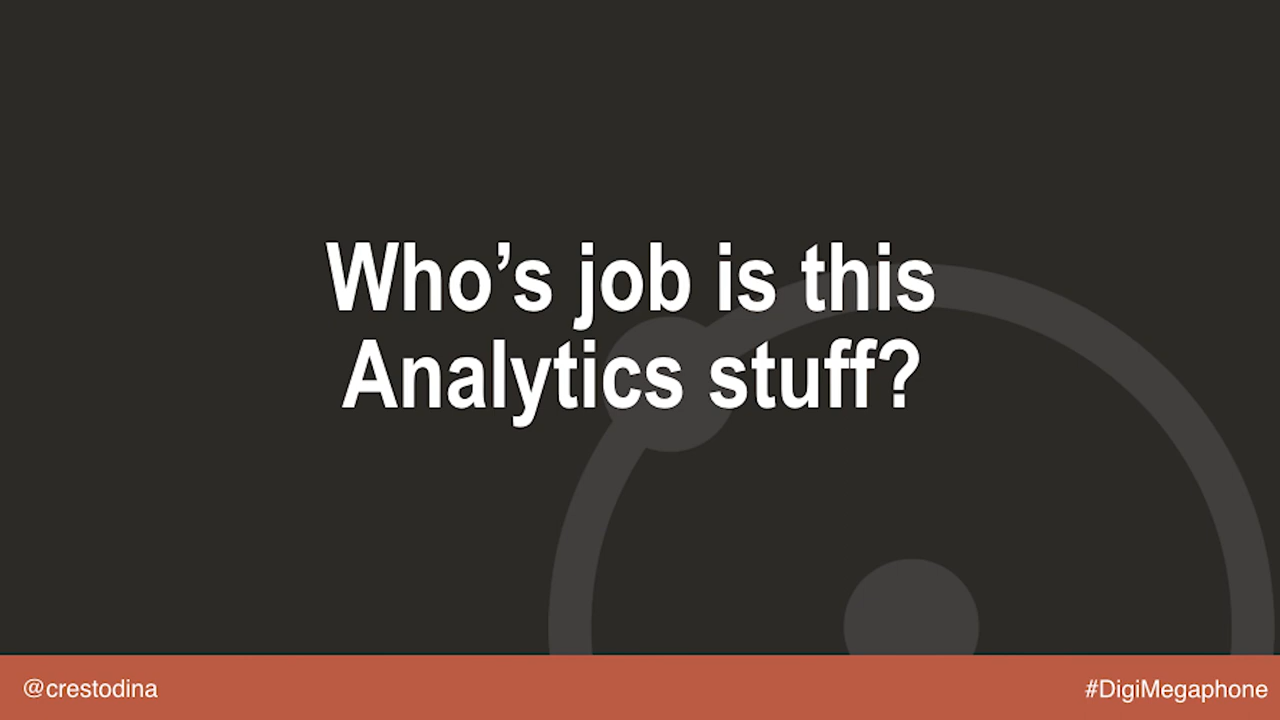 Who’s job is this
Analytics stuff?
@crestodina
#DigiMegaphone